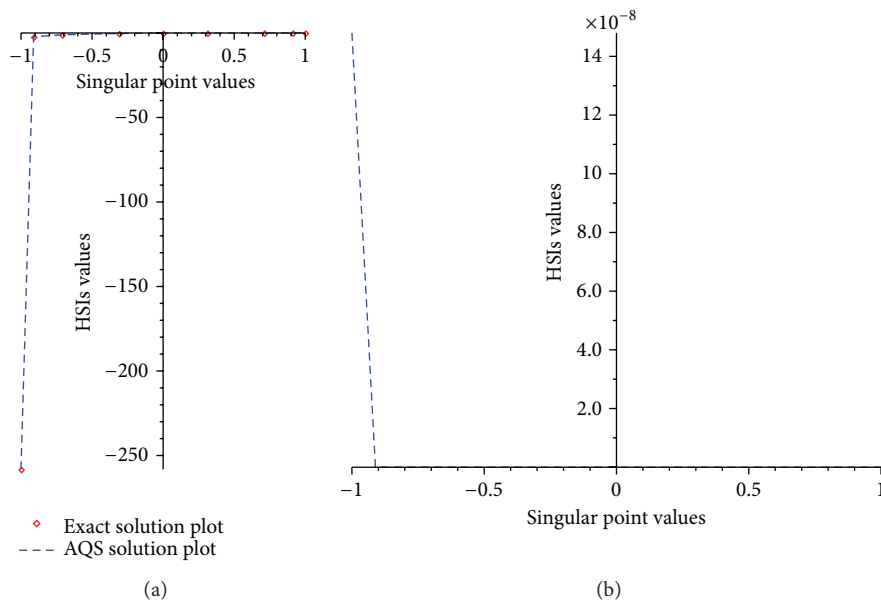 −1
−0.5
0
0.5
1
Singular point values
−50
−100
−150
−200
−250
HSIs values
Exact solution plot
AQS solution plot
(a)
×10−8
14
12
10
8.0
6.0
4.0
2.0
HSIs values
−1
−0.5
0
0.5
1
Singular point values
(b)